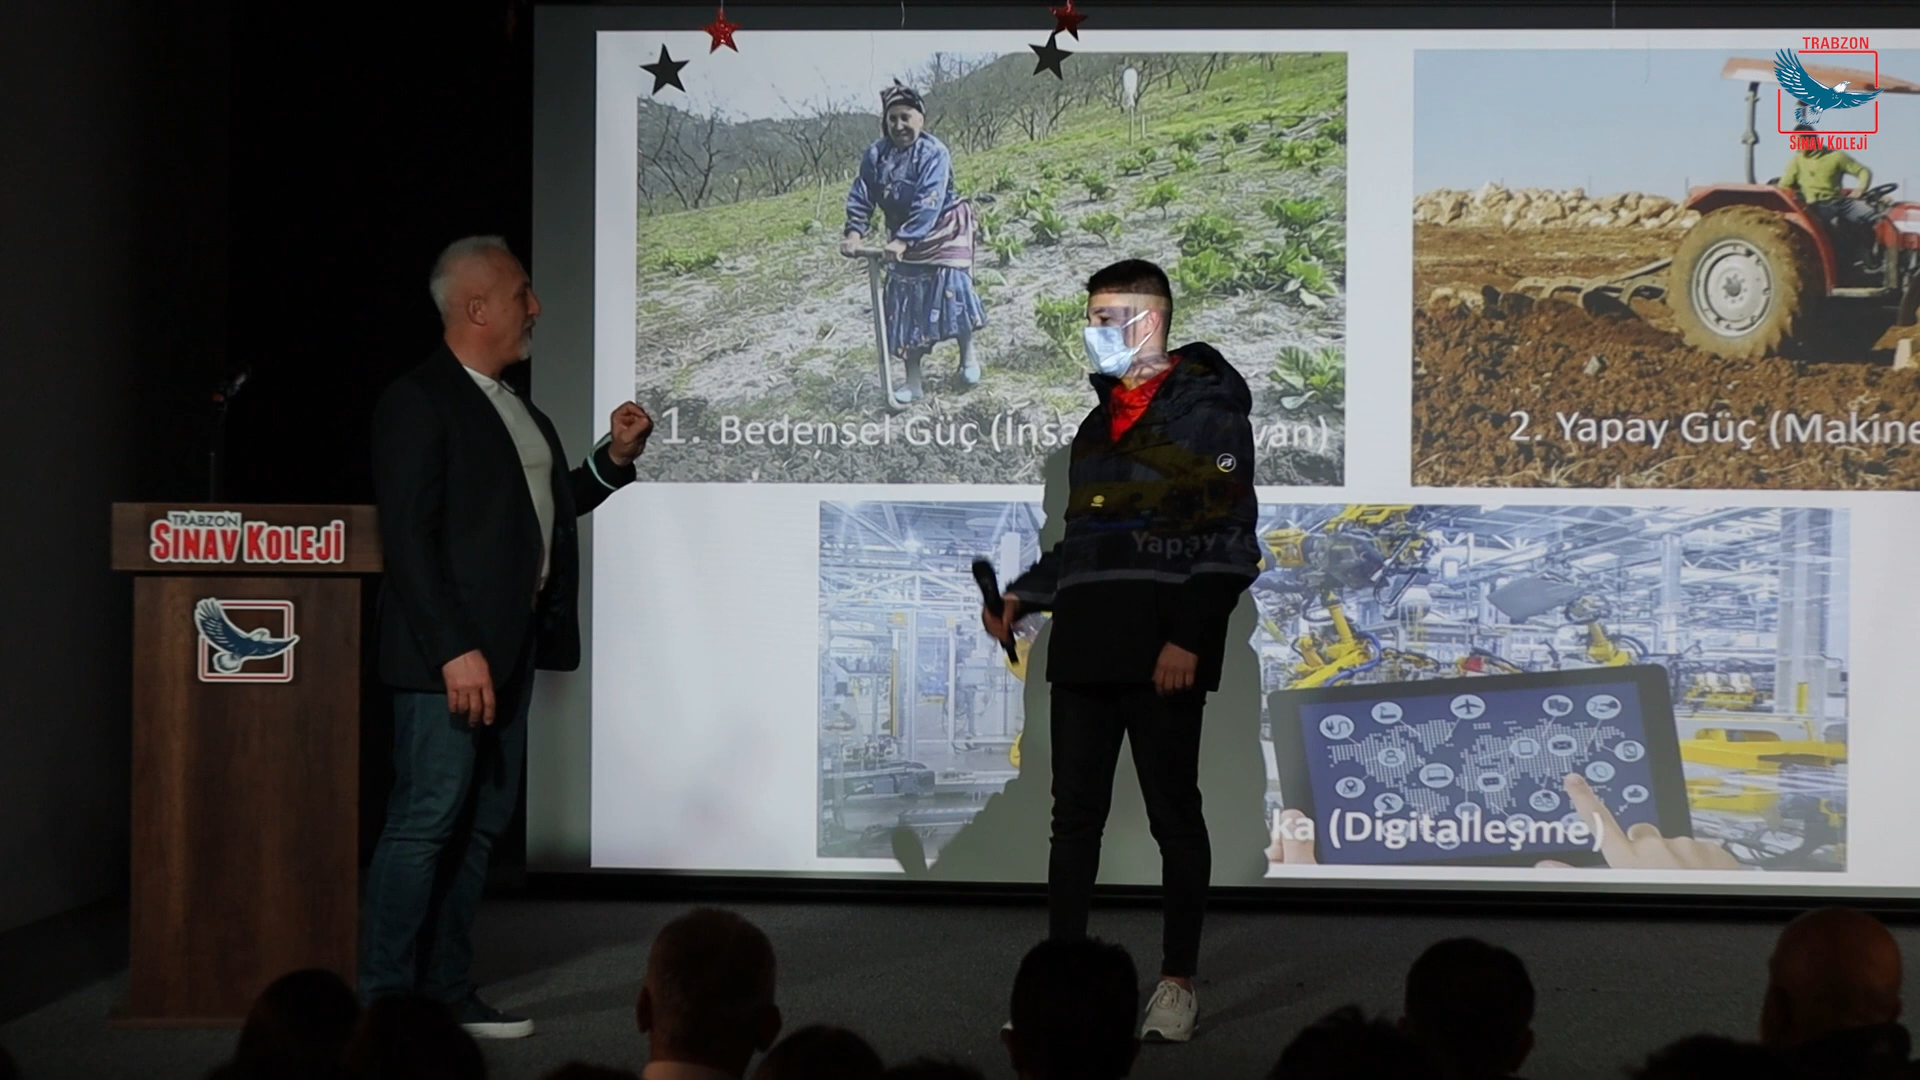 TRABZON
SINAV KOLEJİ
1. Bedensel Güç (İnsa van)
2. Yapay Güç (Makine
Yapay Ze
ka (Digitalleşme)
TRABZON
SINAV KOLEJİ